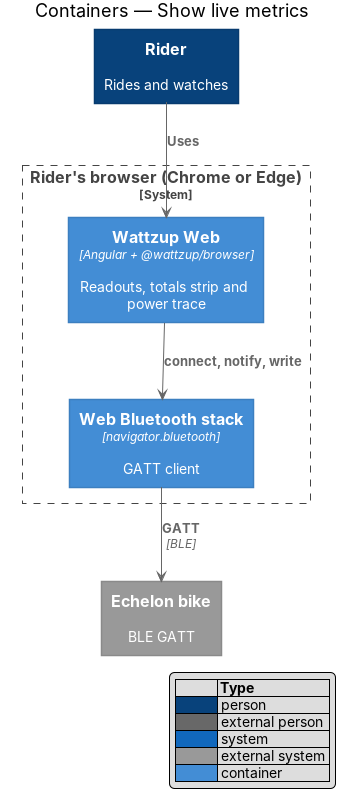 Containers — Show live metrics
Rider
Rides and watches
Uses
Rider's browser (Chrome or Edge)
[System]
Wattzup Web
[Angular + @wattzup/browser]
Readouts, totals strip and
power trace
connect, notify, write
Web Bluetooth stack
[navigator.bluetooth]
GATT client
GATT
[BLE]
Echelon bike
BLE GATT
Type
person
external person
system
external system
container